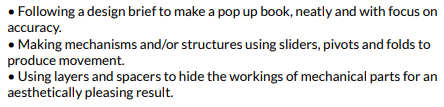 • Following a design brief to make a pop up book, neatly and with focus on
accuracy.
• Making mechanisms and/or structures using sliders, pivots and folds to
produce movement.
• Using layers and spacers to hide the workings of mechanical parts for an
aesthetically pleasing result.